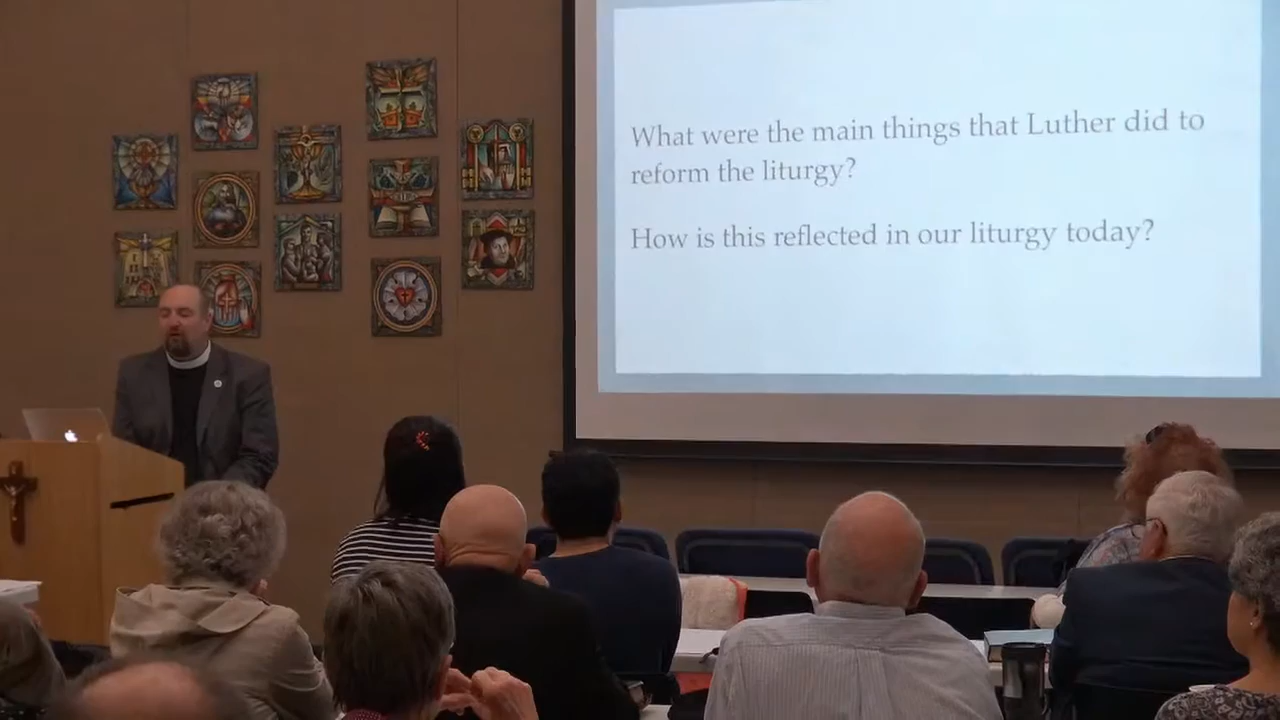 What were the main things that Luther did to
reform the liturgy?
How is this reflected in our liturgy today?